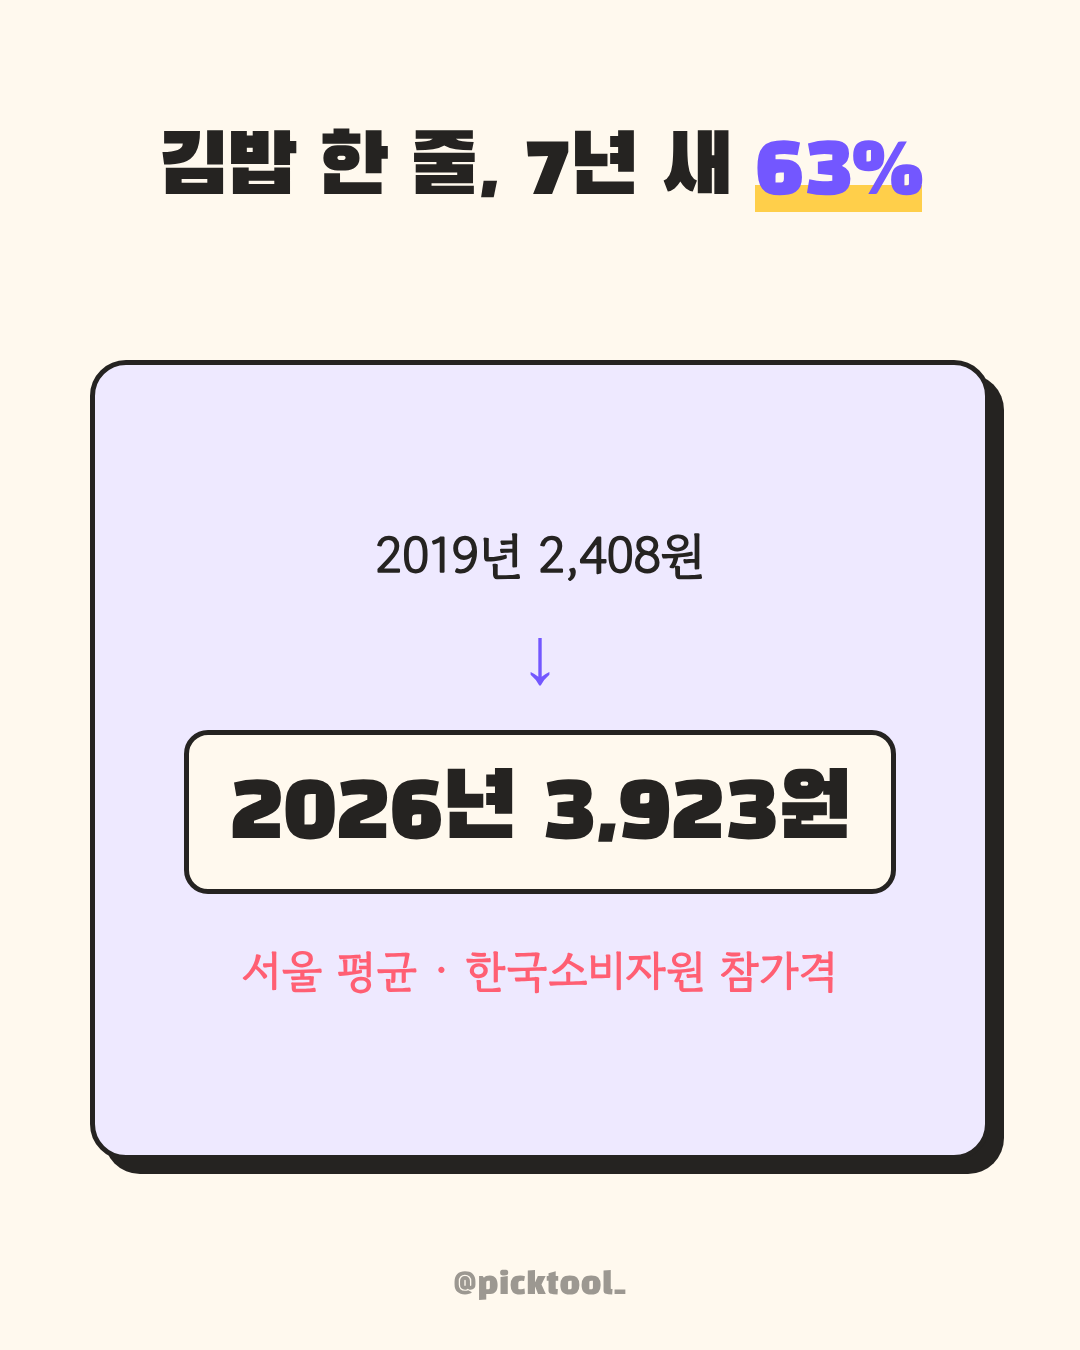 김밥 한 줄, 7년 새 63%
2019년 2,408원
↓
2026년 3,923원
서울 평균 · 한국소비자원 참가격
@picktool_